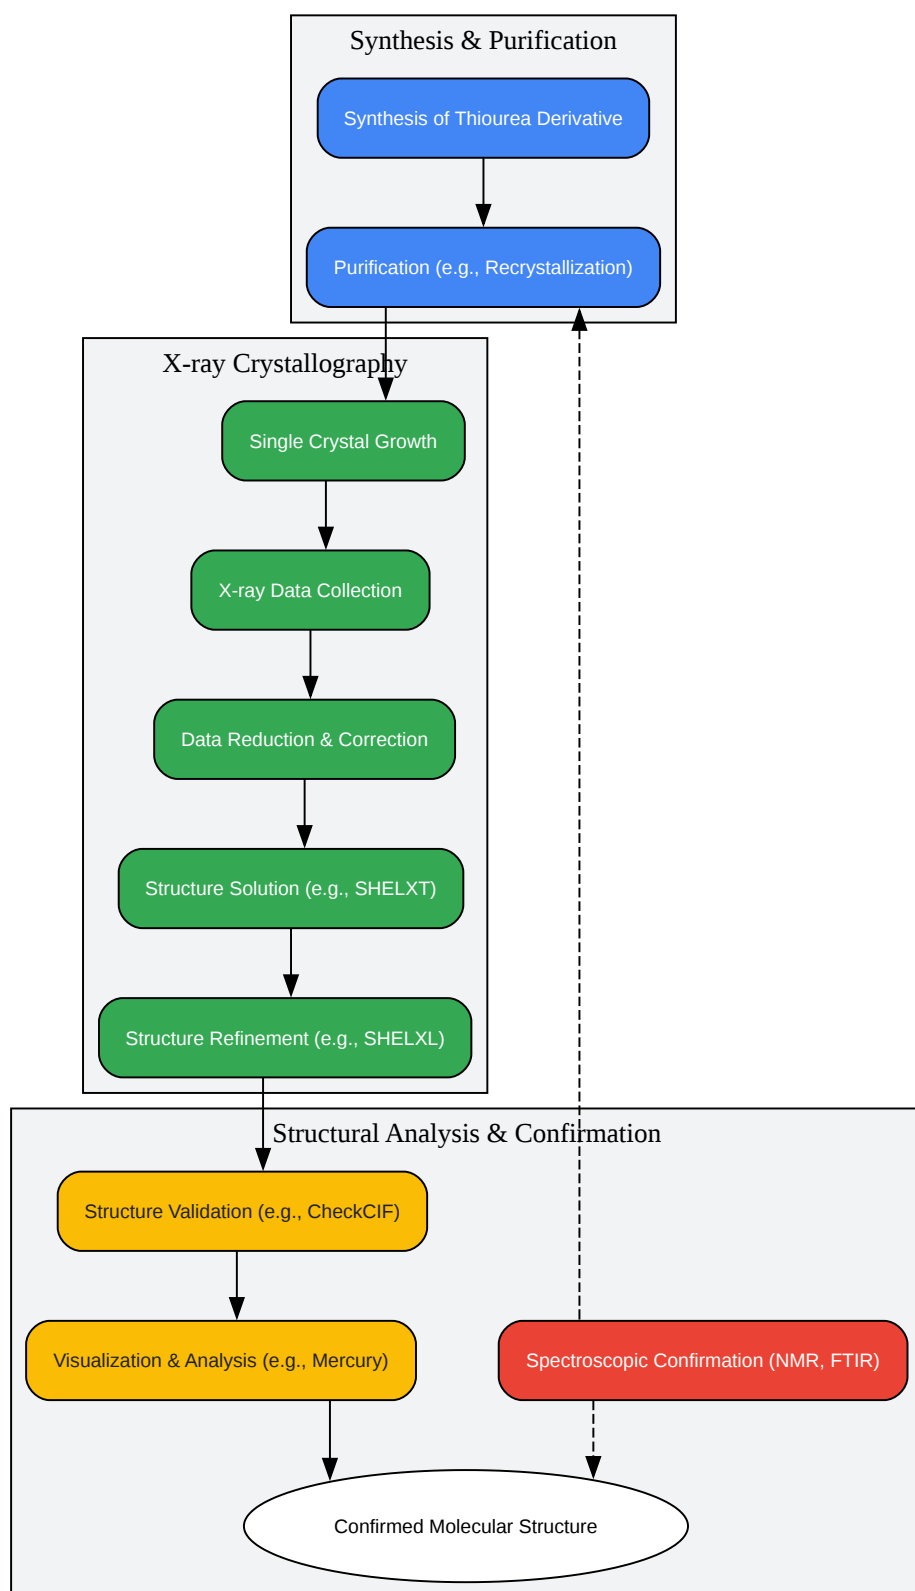 Synthesis & Purification
Synthesis of Thiourea Derivative
Purification (e.g., Recrystallization)
X-ray Crystallography
Single Crystal Growth
X-ray Data Collection
Data Reduction & Correction
Structure Solution (e.g., SHELXT)
Structure Refinement (e.g., SHELXL)
Structural Analysis & Confirmation
Structure Validation (e.g., CheckCIF)
Visualization & Analysis (e.g., Mercury)
Spectroscopic Confirmation (NMR, FTIR)
Confirmed Molecular Structure